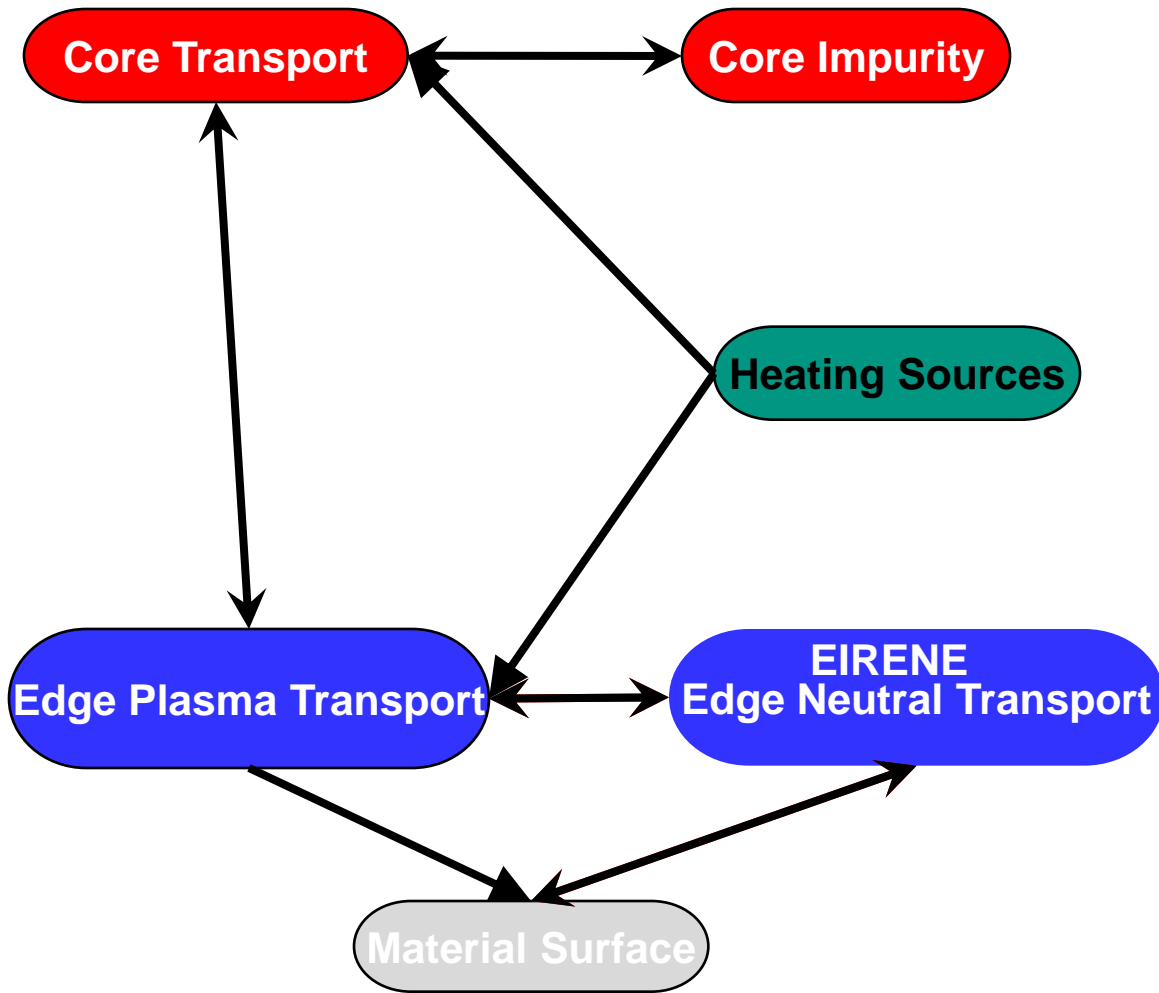 Core Transport
Core Impurity
Heating Sources
Edge Plasma Transport
EIRENE
Edge Neutral Transport
Material Surface